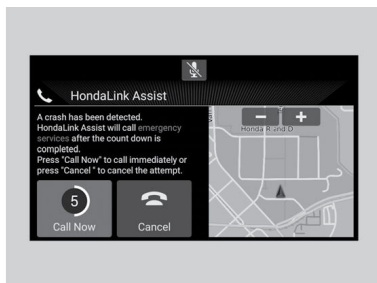 HondaLink Assist
A crash has been detected.
HondaLink Assist will call emergency
services after the count down is
completed.
Press "Call Now" to call immediately or
press "Cancel " to cancel the attempt.
5
Call Now
Cancel
Honda R and D